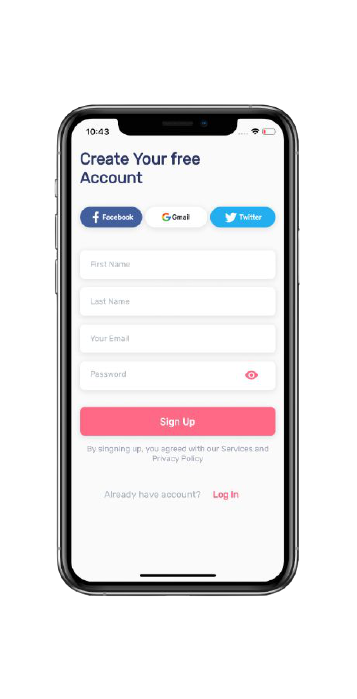 10:43
Create Your free
Account
Facebook
Gmail
Twitter
First Name
Last Name
Your Email
Password
Sign Up
By singning up, you agreed with our Services and
Privacy Policy
Already have account? Log In